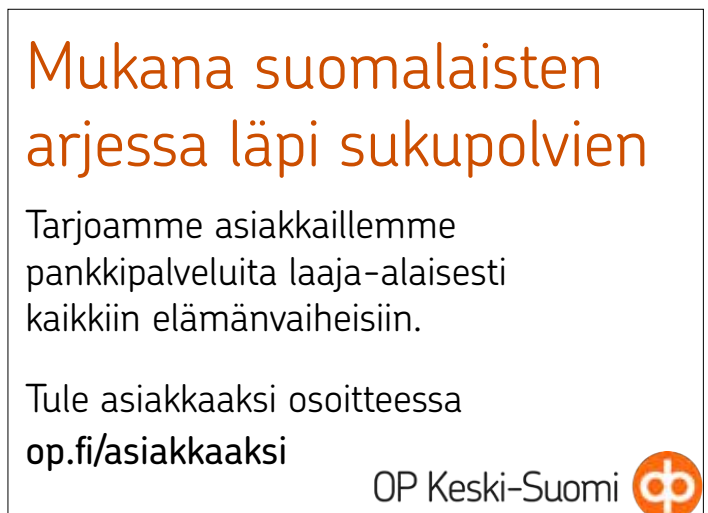 Mukana suomalaisten
arjessa läpi sukupolvien
Tarjoamme asiakkaillemme
pankkipalveluita laaja-alaisesti
kaikkiin elämänvaiheisiin.
Tule asiakkaaksi osoitteessa
op.fi/asiakkaaksi
OP Keski-Suomi